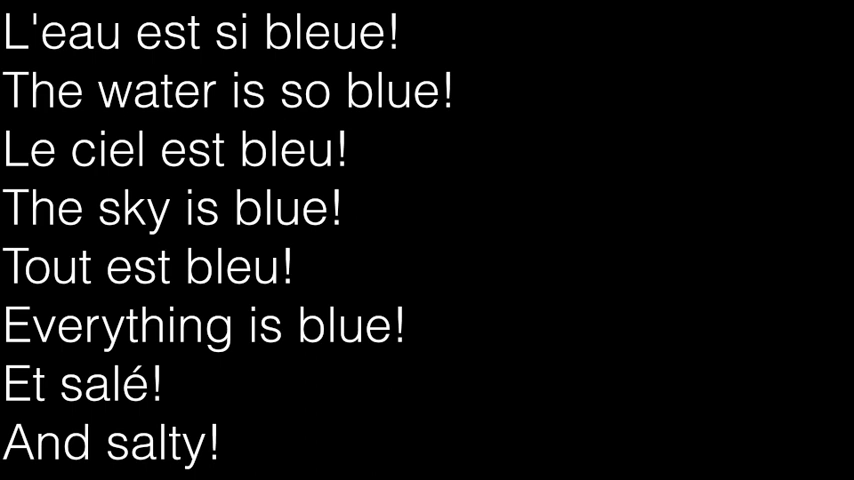 L'eau est si bleue!
The water is so blue!
Le ciel est bleu!
The sky is blue!
Tout est bleu!
Everything is blue!
Et salé!
And salty!